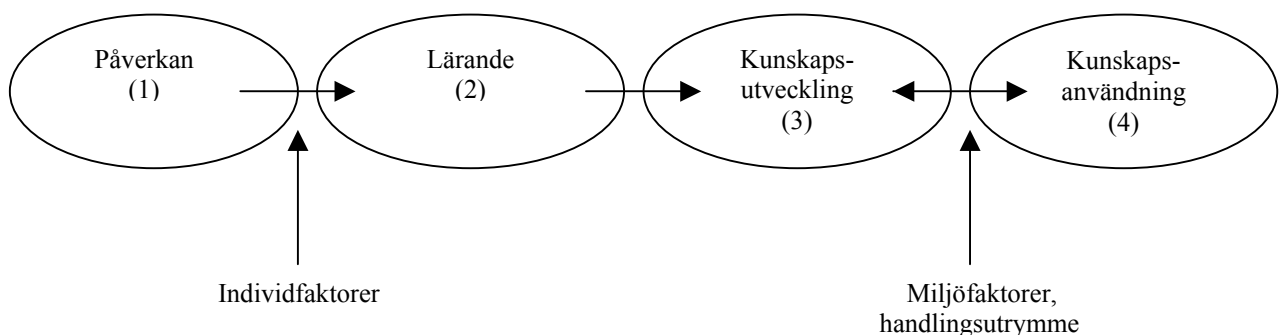 Påverkan
(1)
Lärande
(2)
Kunskaps-
utveckling
(3)
Kunskaps-
användning
(4)
Individfaktorer
Miljöfaktorer,
handlingsutrymme